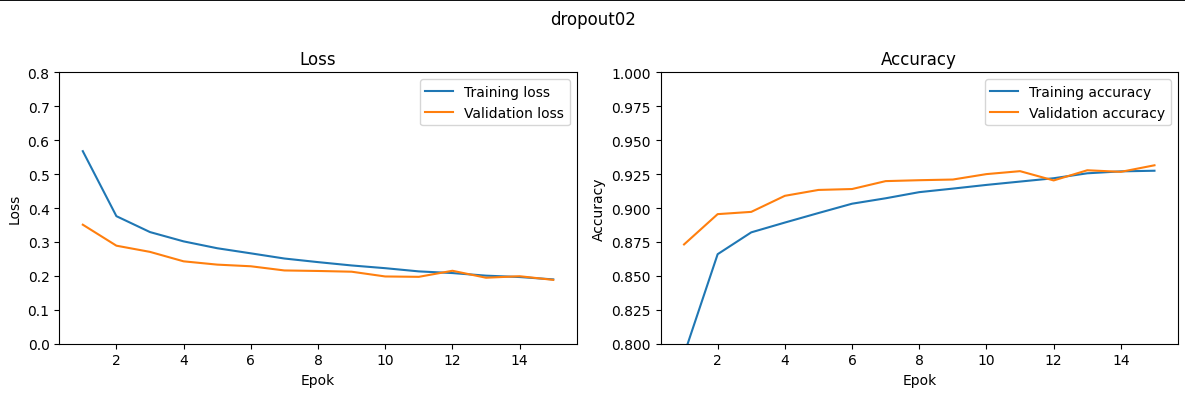 dropout02
Loss
0.8
0.7
0.6
0.5
0.4
0.3
0.2
0.1
0.0
Loss
Training loss
Validation loss
2 4 6 8 10 12 14
Epok
Accuracy
1.000
0.975
0.950
0.925
0.900
0.875
0.850
0.825
0.800
Accuracy
Training accuracy
Validation accuracy
2 4 6 8 10 12 14
Epok